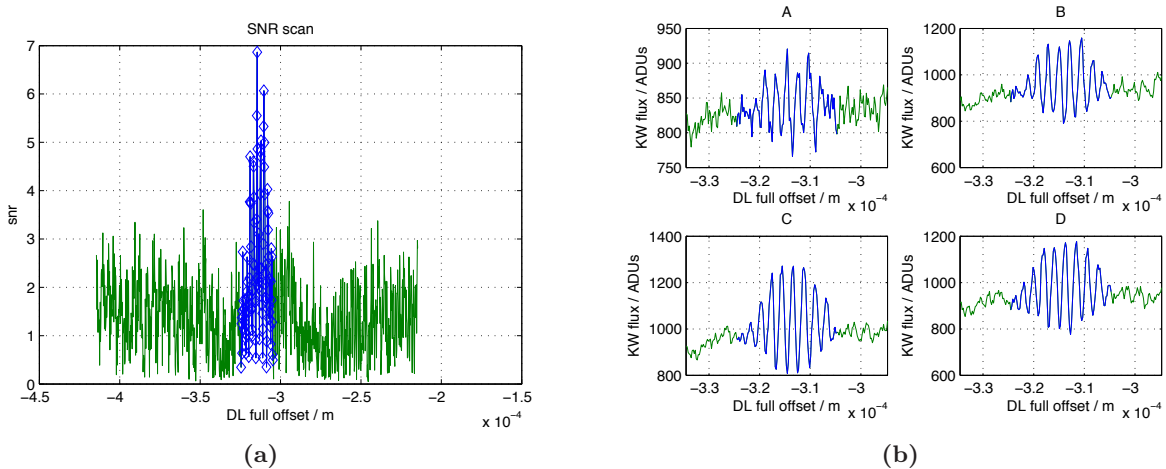 SNR scan
snr
7
6
5
4
3
2
1
0
−4.5 −4 −3.5 −3 −2.5 −2 −1.5
DL full offset / m
x 10⁻⁴
(a)
A
KW flux / ADUs
950
900
850
800
750
−3.3 −3.2 −3.1 −3
DL full offset / m
x 10⁻⁴
B
KW flux / ADUs
1200
1000
800
600
−3.3 −3.2 −3.1 −3
DL full offset / m
x 10⁻⁴
C
KW flux / ADUs
1400
1200
1000
800
−3.3 −3.2 −3.1 −3
DL full offset / m
x 10⁻⁴
D
KW flux / ADUs
1200
1000
800
600
−3.3 −3.2 −3.1 −3
DL full offset / m
x 10⁻⁴
(b)